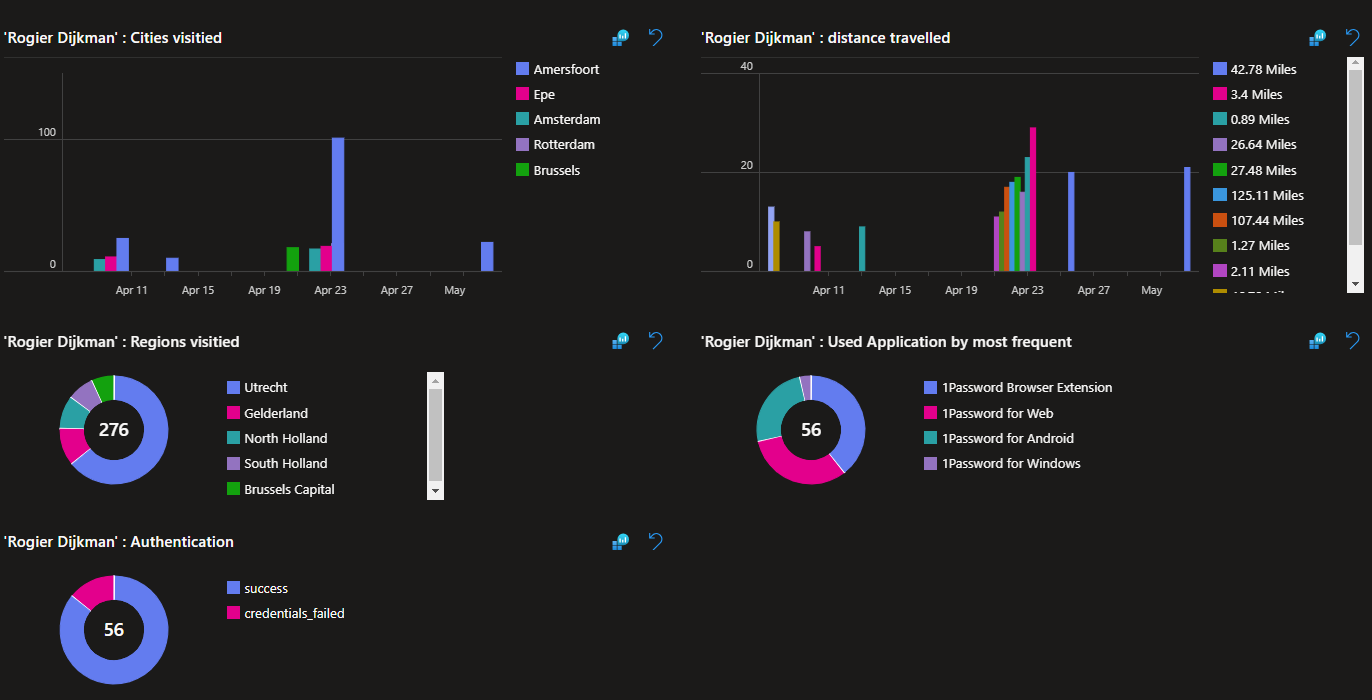 'Rogier Dijkman' : Cities visitied
100
0
Apr 11 Apr 15 Apr 19 Apr 23 Apr 27 May
Amersfoort
Epe
Amsterdam
Rotterdam
Brussels
'Rogier Dijkman' : distance travelled
40
20
0
Apr 11 Apr 15 Apr 19 Apr 23 Apr 27 May
42.78 Miles
3.4 Miles
0.89 Miles
26.64 Miles
27.48 Miles
125.11 Miles
107.44 Miles
1.27 Miles
2.11 Miles
'Rogier Dijkman' : Regions visitied
276
Utrecht
Gelderland
North Holland
South Holland
Brussels Capital
'Rogier Dijkman' : Used Application by most frequent
56
1Password Browser Extension
1Password for Web
1Password for Android
1Password for Windows
'Rogier Dijkman' : Authentication
56
success
credentials_failed